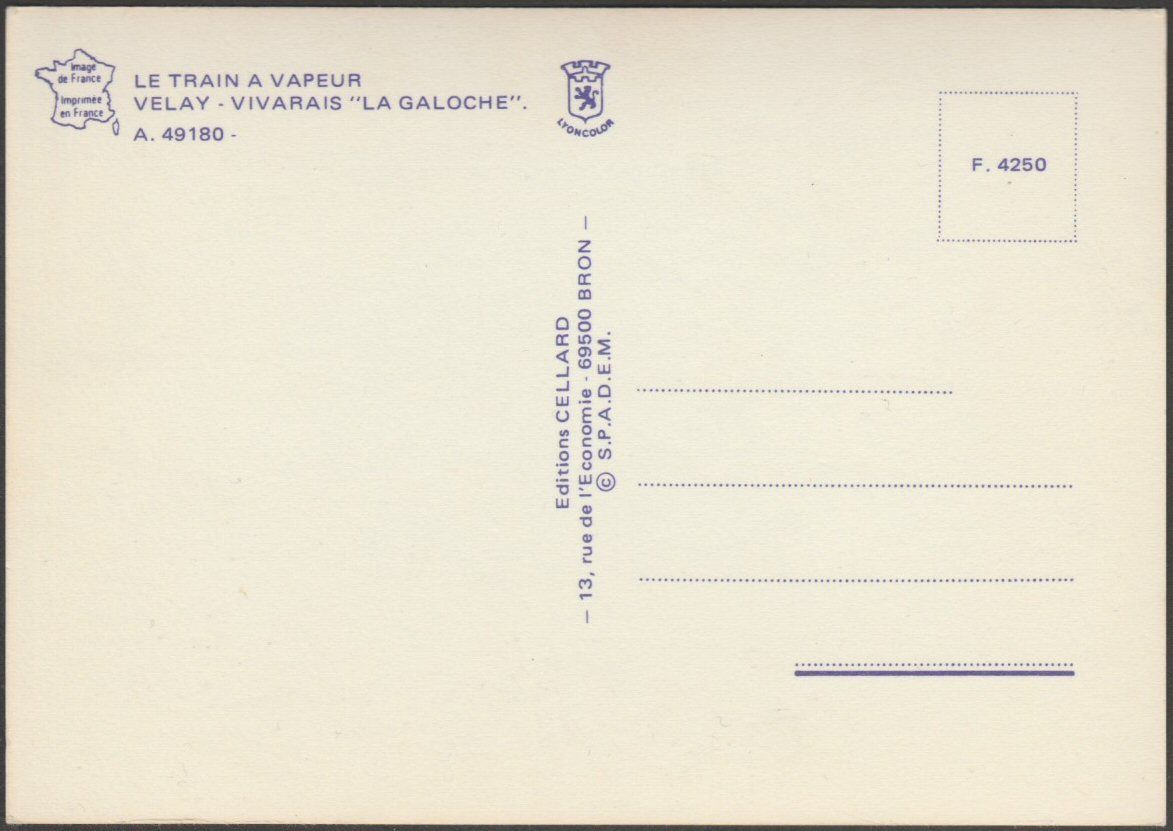 Image
de France
Imprimée
en France
LE TRAIN A VAPEUR
VELAY - VIVARAIS "LA GALOCHE".
A. 49180 -
LYONCOLOR
F. 4250
Editions CELLARD
– 13, rue de l'Economie - 69500 BRON –
© S.P.A.D.E.M.